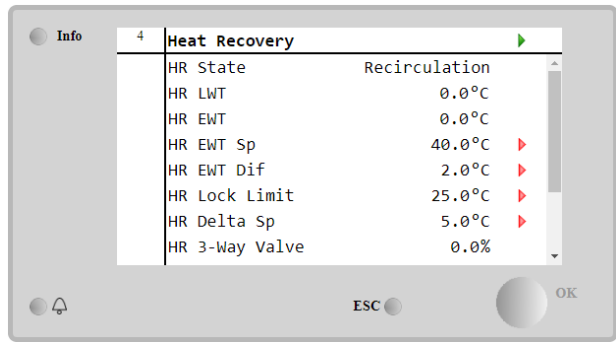 Info
4 Heat Recovery
HR State Recirculation
HR LWT 0.0°C
HR EWT 0.0°C
HR EWT Sp 40.0°C
HR EWT Dif 2.0°C
HR Lock Limit 25.0°C
HR Delta Sp 5.0°C
HR 3-Way Valve 0.0%
ESC
OK